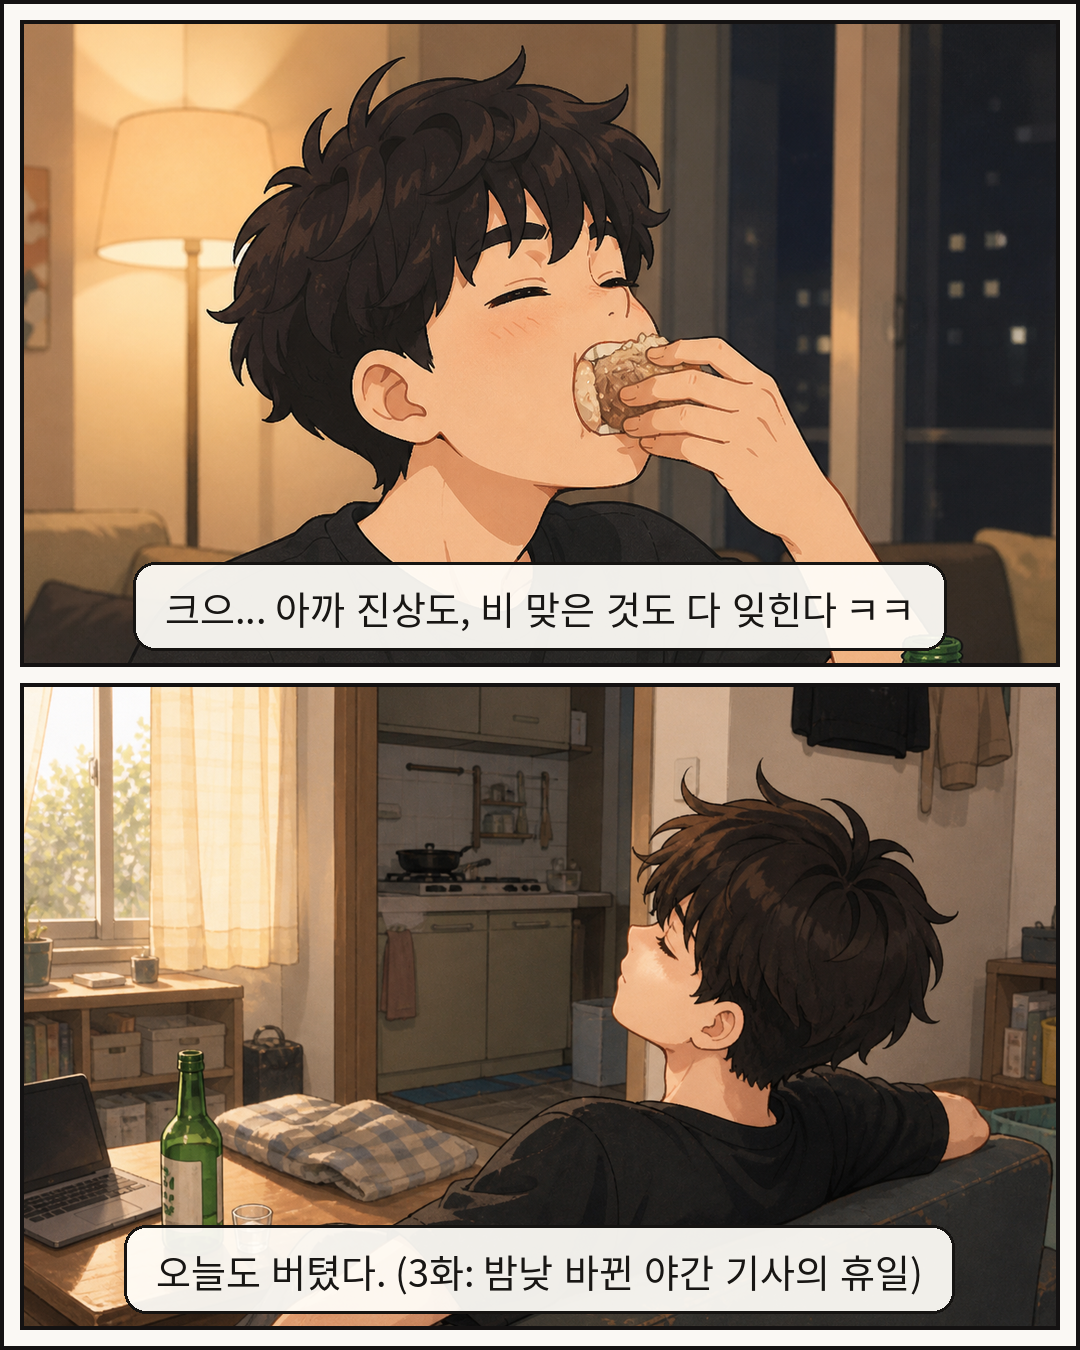 크으... 아까 진상도, 비 맞은 것도 다 잊힌다 ㅋㅋ
오늘도 버텼다. (3화: 밤낮 바뀐 야간 기사의 휴일)